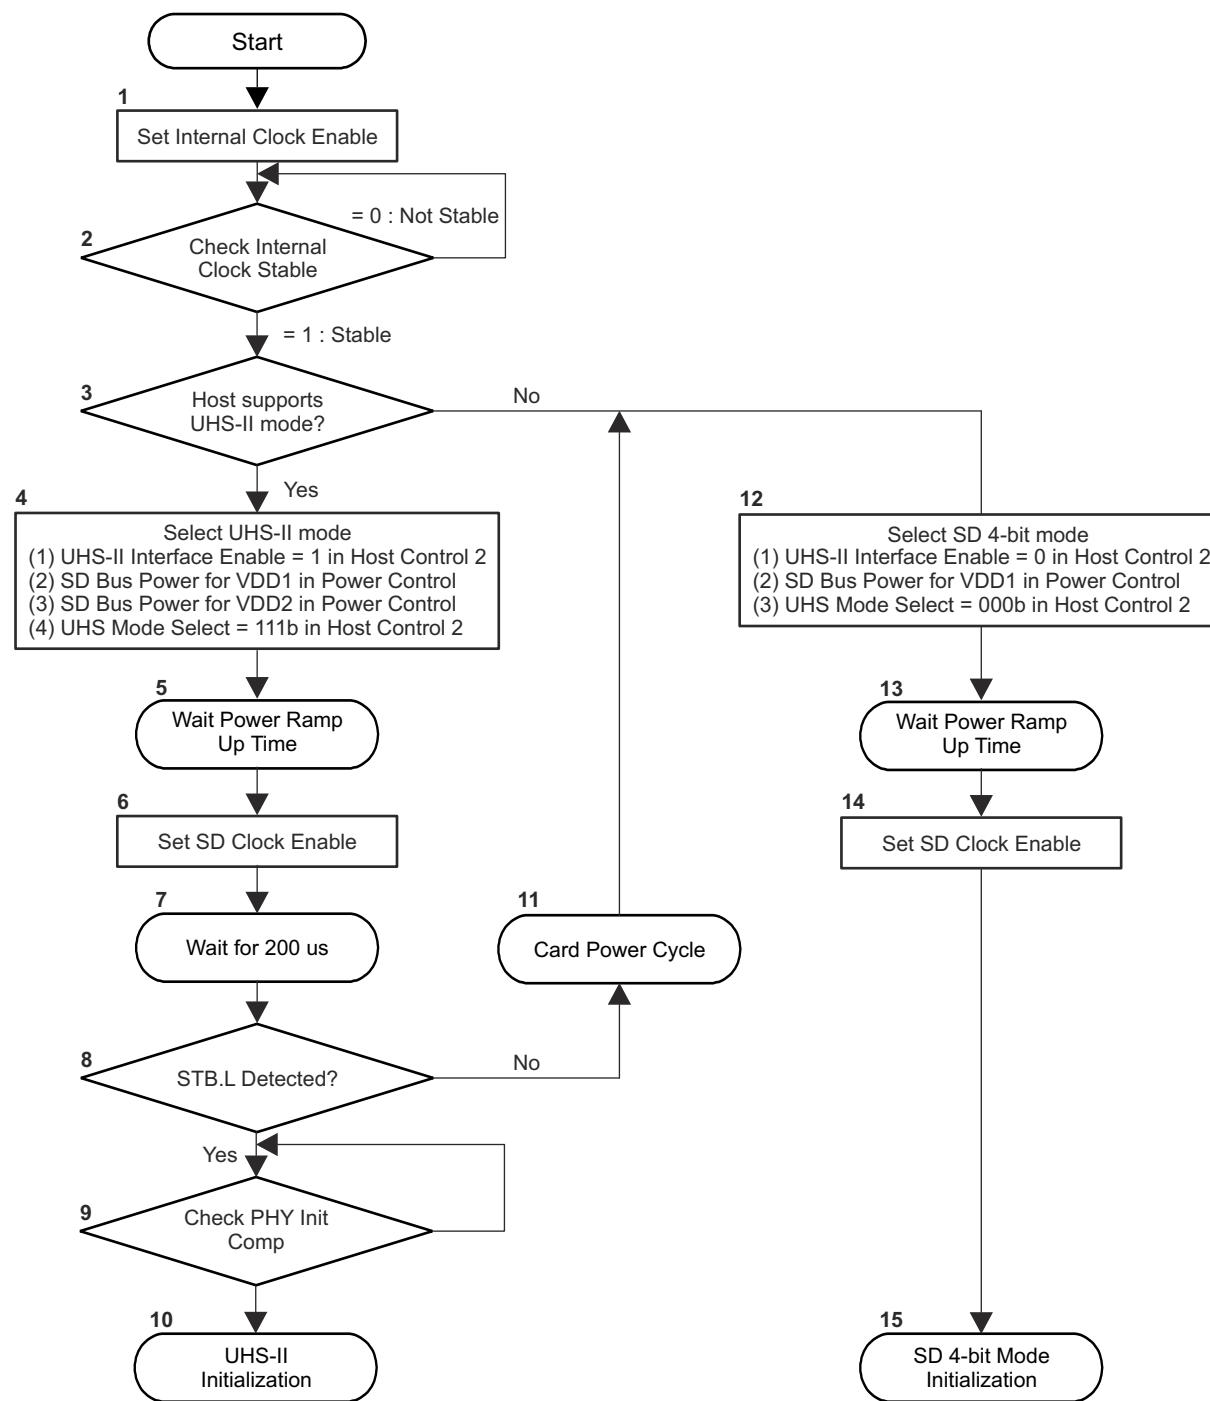 Start
1
Set Internal Clock Enable
= 0 : Not Stable
2
Check Internal
Clock Stable
= 1 : Stable
3
Host supports
UHS-II mode?
No
Yes
4
Select UHS-II mode
(1) UHS-II Interface Enable = 1 in Host Control 2
(2) SD Bus Power for VDD1 in Power Control
(3) SD Bus Power for VDD2 in Power Control
(4) UHS Mode Select = 111b in Host Control 2
5
Wait Power Ramp
Up Time
6
Set SD Clock Enable
7
Wait for 200 us
8
STB.L Detected?
No
Yes
9
Check PHY Init
Comp
10
UHS-II
Initialization
11
Card Power Cycle
12
Select SD 4-bit mode
(1) UHS-II Interface Enable = 0 in Host Control 2
(2) SD Bus Power for VDD1 in Power Control
(3) UHS Mode Select = 000b in Host Control 2
13
Wait Power Ramp
Up Time
14
Set SD Clock Enable
15
SD 4-bit Mode
Initialization